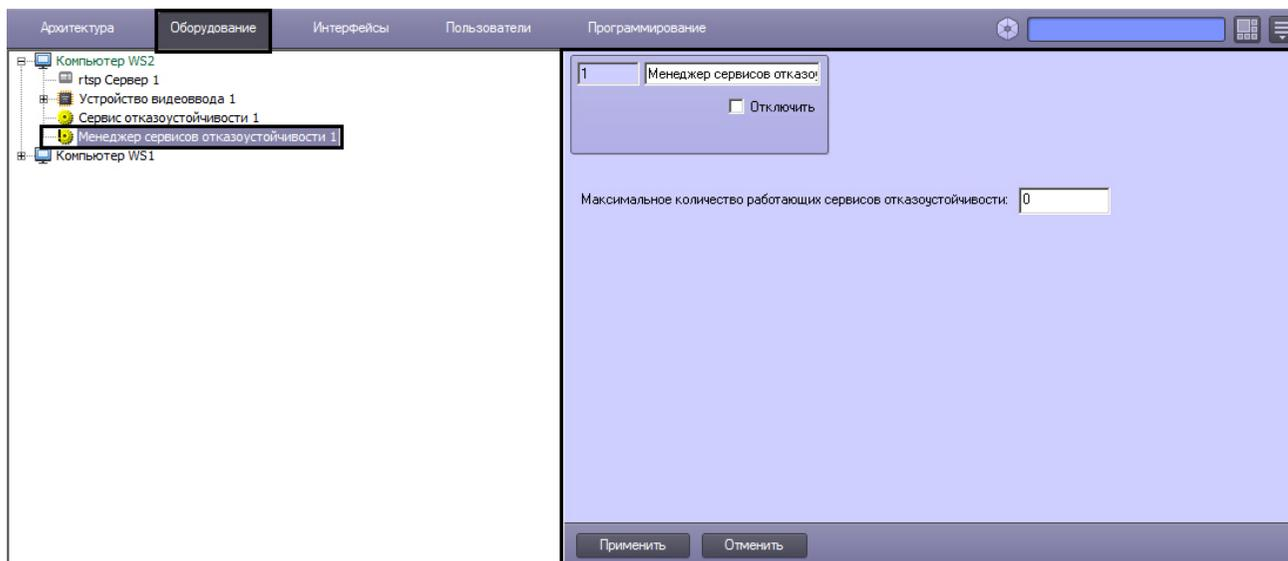 Архитектура Оборудование Интерфейсы Пользователи Программирование
Компьютер WS2
rtsp Сервер 1
Устройство видеоввода 1
Сервис отказоустойчивости 1
Менеджер сервисов отказоустойчивости 1
Компьютер WS1
1 Менеджер сервисов отказоу
Отключить
Максимальное количество работающих сервисов отказоустойчивости: 0
Применить Отменить